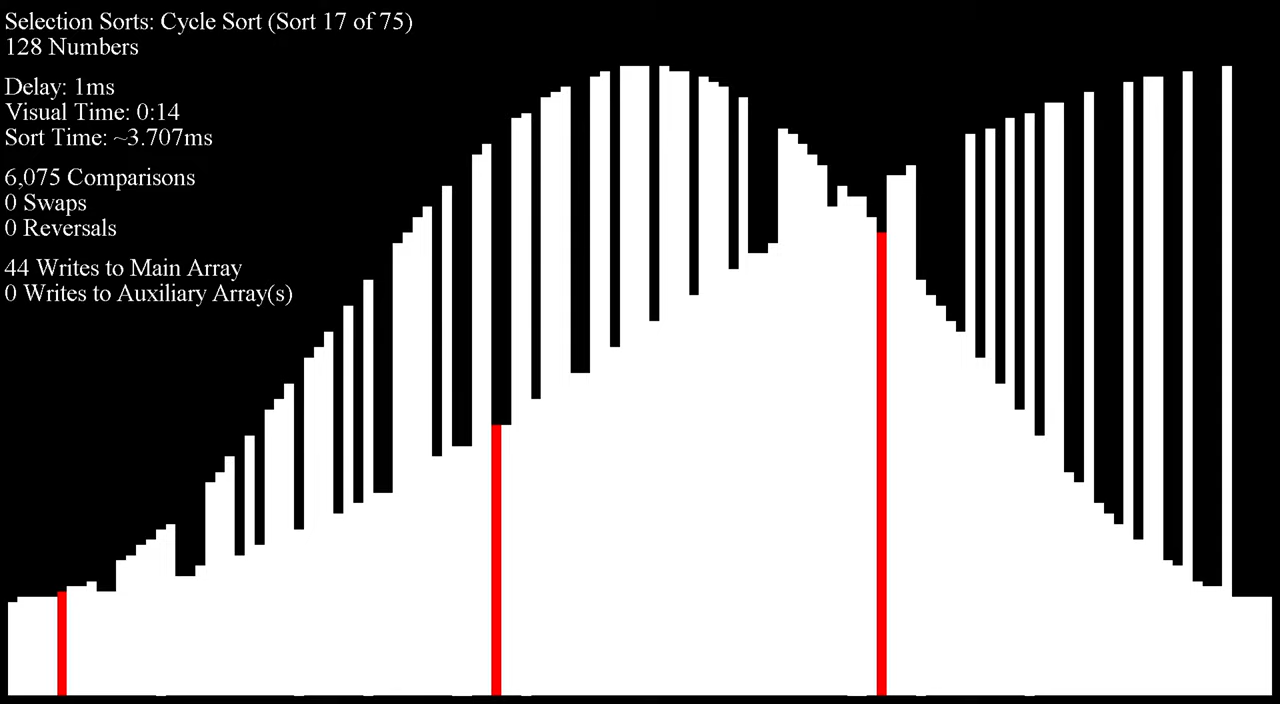 Selection Sorts: Cycle Sort (Sort 17 of 75)
128 Numbers
Delay: 1ms
Visual Time: 0:14
Sort Time: ~3.707ms
6,075 Comparisons
0 Swaps
0 Reversals
44 Writes to Main Array
0 Writes to Auxiliary Array(s)